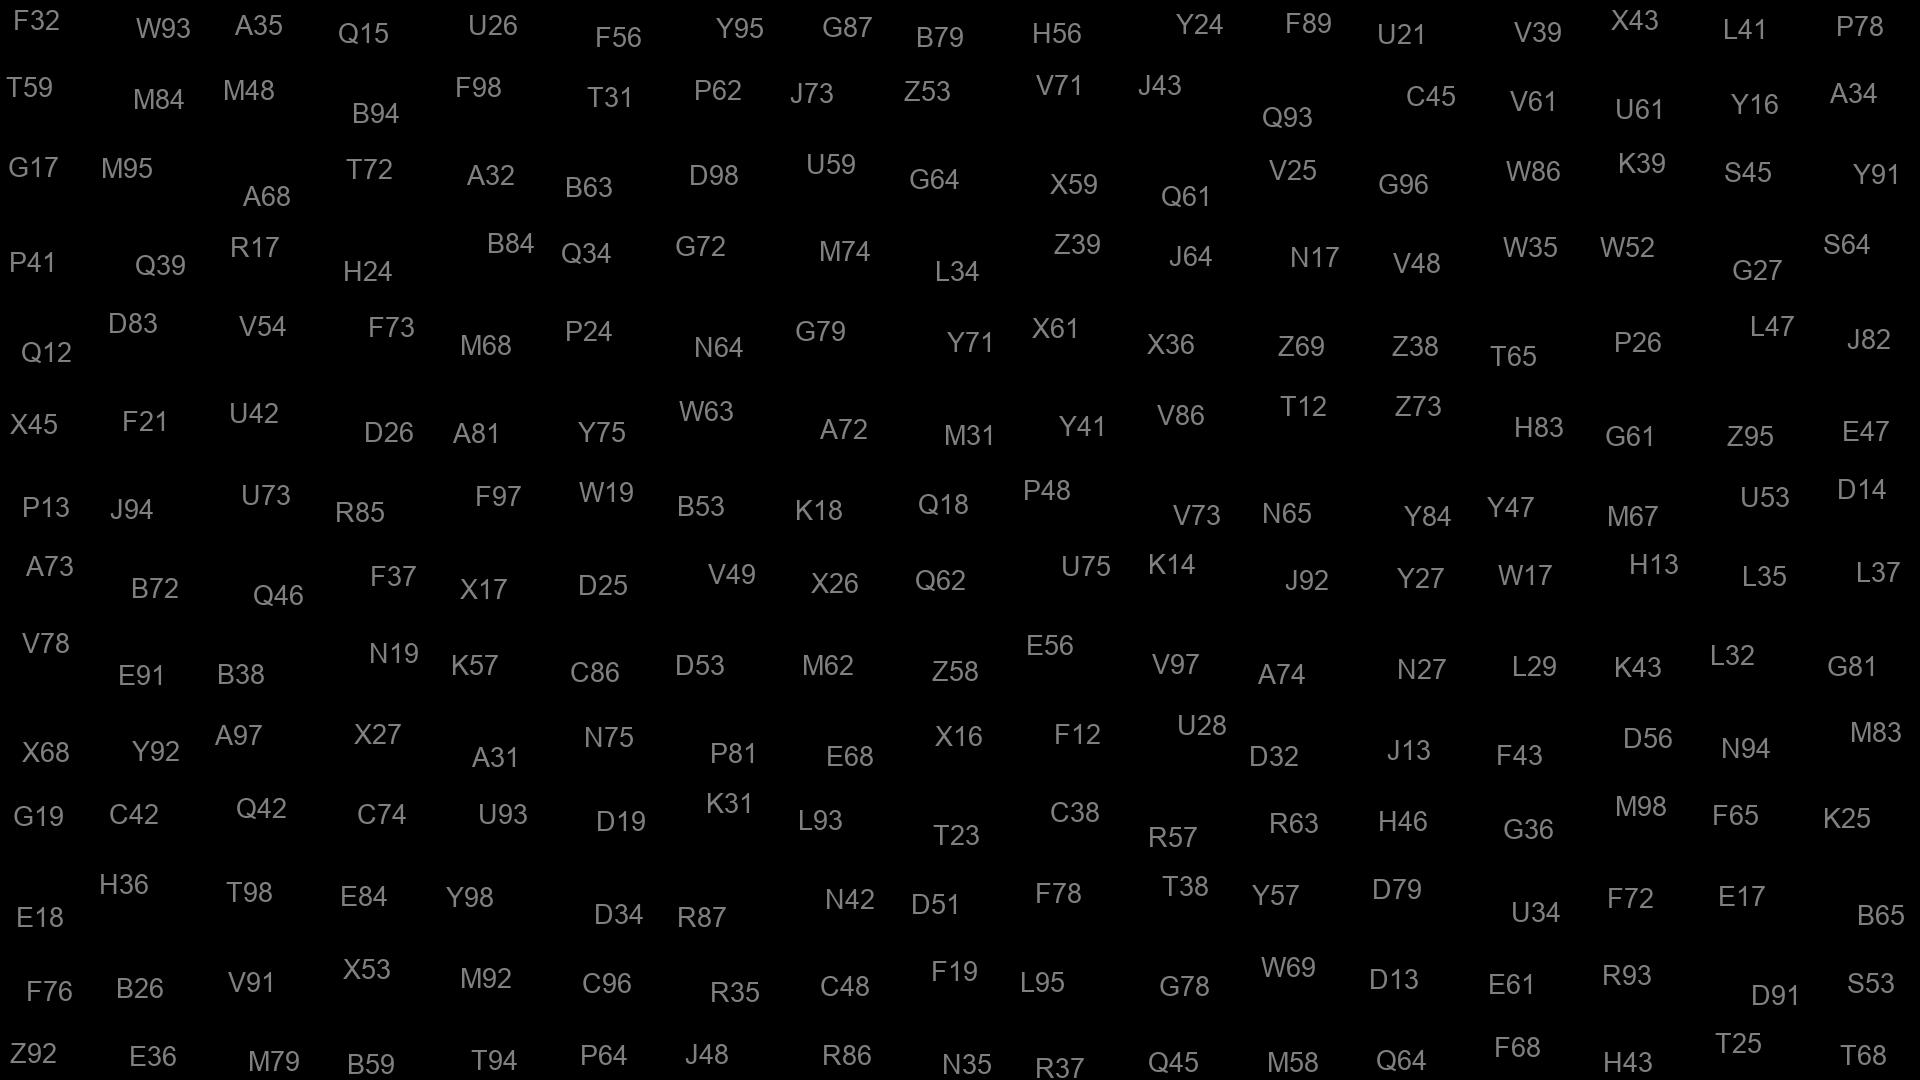 F32 W93 A35 Q15 U26 F56 Y95 G87 B79 H56 Y24 F89 U21 V39 X43 L41 P78
T59 M84 M48 B94 F98 T31 P62 J73 Z53 V71 J43 Q93 C45 V61 U61 Y16 A34
G17 M95 A68 T72 A32 B63 D98 U59 G64 X59 Q61 V25 G96 W86 K39 S45 Y91
P41 Q39 R17 H24 B84 Q34 G72 M74 L34 Z39 J64 N17 V48 W35 W52 G27 S64
Q12 D83 V54 F73 M68 P24 N64 G79 Y71 X61 X36 Z69 Z38 T65 P26 L47 J82
X45 F21 U42 D26 A81 Y75 W63 A72 M31 Y41 V86 T12 Z73 H83 G61 Z95 E47
P13 J94 U73 R85 F97 W19 B53 K18 Q18 P48 V73 N65 Y84 Y47 M67 U53 D14
A73 B72 Q46 F37 X17 D25 V49 X26 Q62 U75 K14 J92 Y27 W17 H13 L35 L37
V78 E91 B38 N19 K57 C86 D53 M62 Z58 E56 V97 A74 N27 L29 K43 L32 G81
X68 Y92 A97 X27 A31 N75 P81 E68 X16 F12 U28 D32 J13 F43 D56 N94 M83
G19 C42 Q42 C74 U93 D19 K31 L93 T23 C38 R57 R63 H46 G36 M98 F65 K25
E18 H36 T98 E84 Y98 D34 R87 N42 D51 F78 T38 Y57 D79 U34 F72 E17 B65
F76 B26 V91 X53 M92 C96 R35 C48 F19 L95 G78 W69 D13 E61 R93 D91 S53
Z92 E36 M79 B59 T94 P64 J48 R86 N35 R37 Q45 M58 Q64 F68 H43 T25 T68